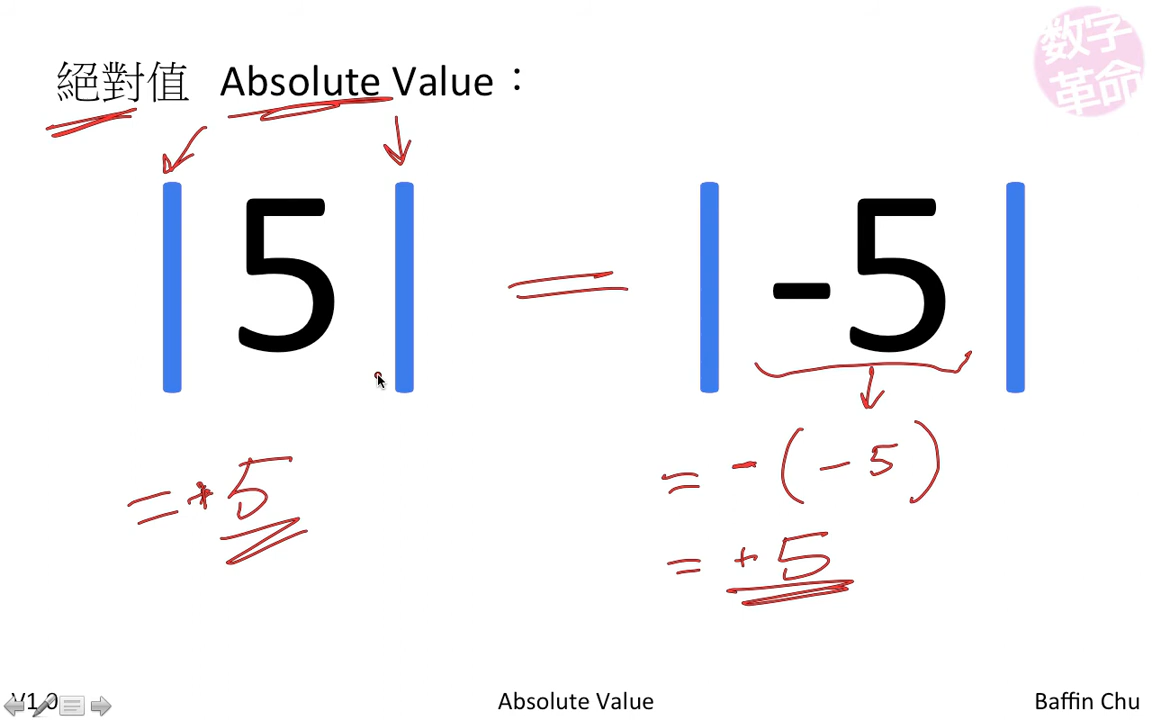 絕對值 Absolute Value：
数字
革命
|5| = |-5|
= +5
= -(-5)
= +5
V1.0
Absolute Value
Baffin Chu